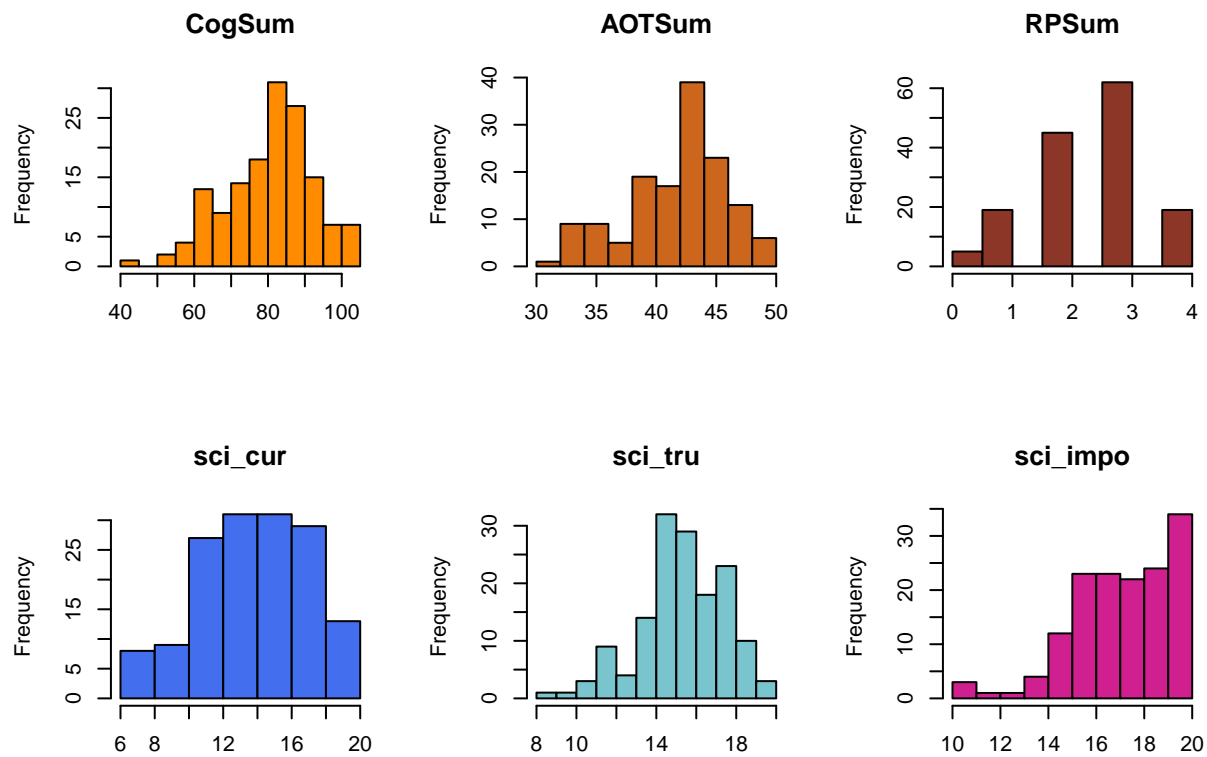 CogSum
AOTSum
RPSum
Frequency
0 5 15 25
40 60 80 100
Frequency
0 10 20 30 40
30 35 40 45 50
Frequency
0 20 40 60
0 1 2 3 4
sci_cur
sci_tru
sci_impo
Frequency
0 5 15 25
6 8 12 16 20
Frequency
0 10 20 30
8 10 14 18
Frequency
0 10 20 30
10 12 14 16 18 20